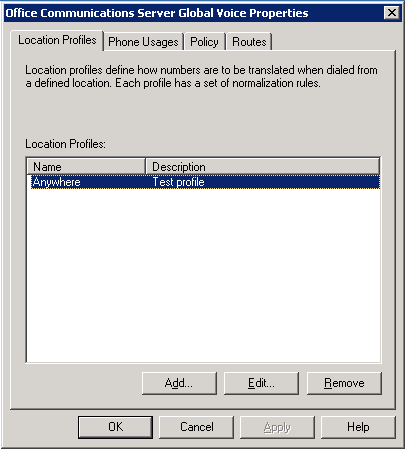 Office Communications Server Global Voice Properties
Location Profiles Phone Usages Policy Routes
Location profiles define how numbers are to be translated when dialed from
a defined location. Each profile has a set of normalization rules.
Location Profiles:
Name Description
Anywhere Test profile
Add... Edit... Remove
OK Cancel Apply Help